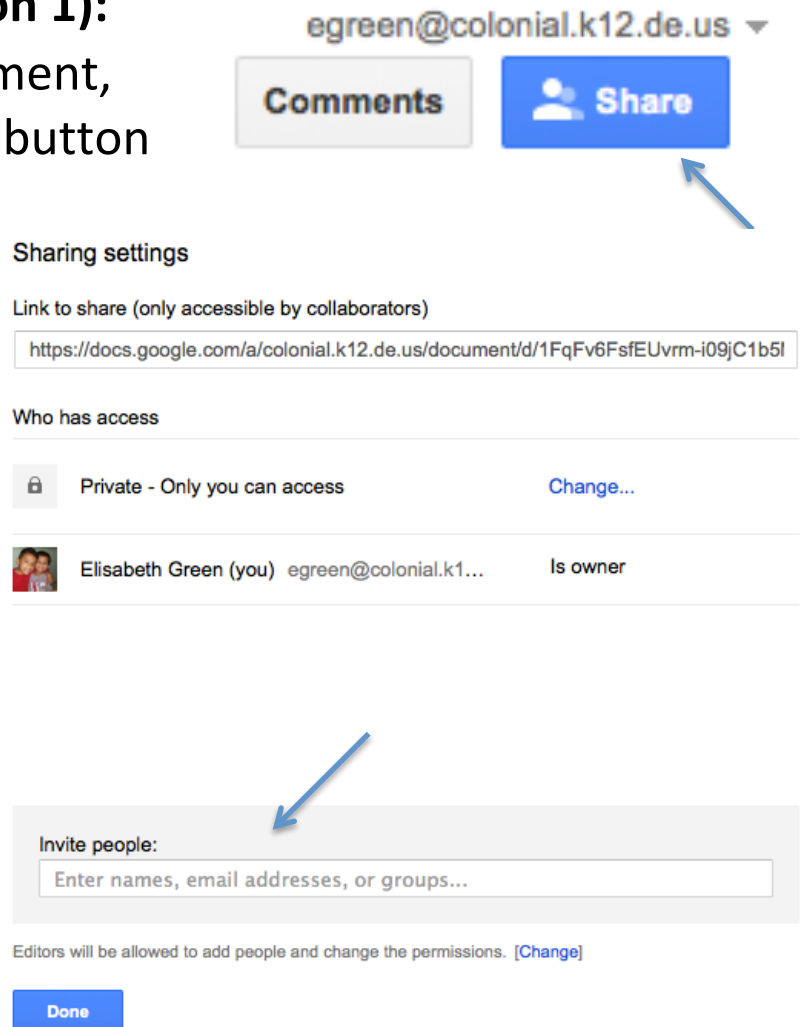 on 1):
egreen@colonial.k12.de.us
ment,
Comments
Share
button
Sharing settings
Link to share (only accessible by collaborators)
https://docs.google.com/a/colonial.k12.de.us/document/d/1FqFv6FsfEUvrm-i09jC1b5
Who has access
Private - Only you can access Change...
Elisabeth Green (you) egreen@colonial.k1... Is owner
Invite people:
Enter names, email addresses, or groups...
Editors will be allowed to add people and change the permissions. [Change]
Done